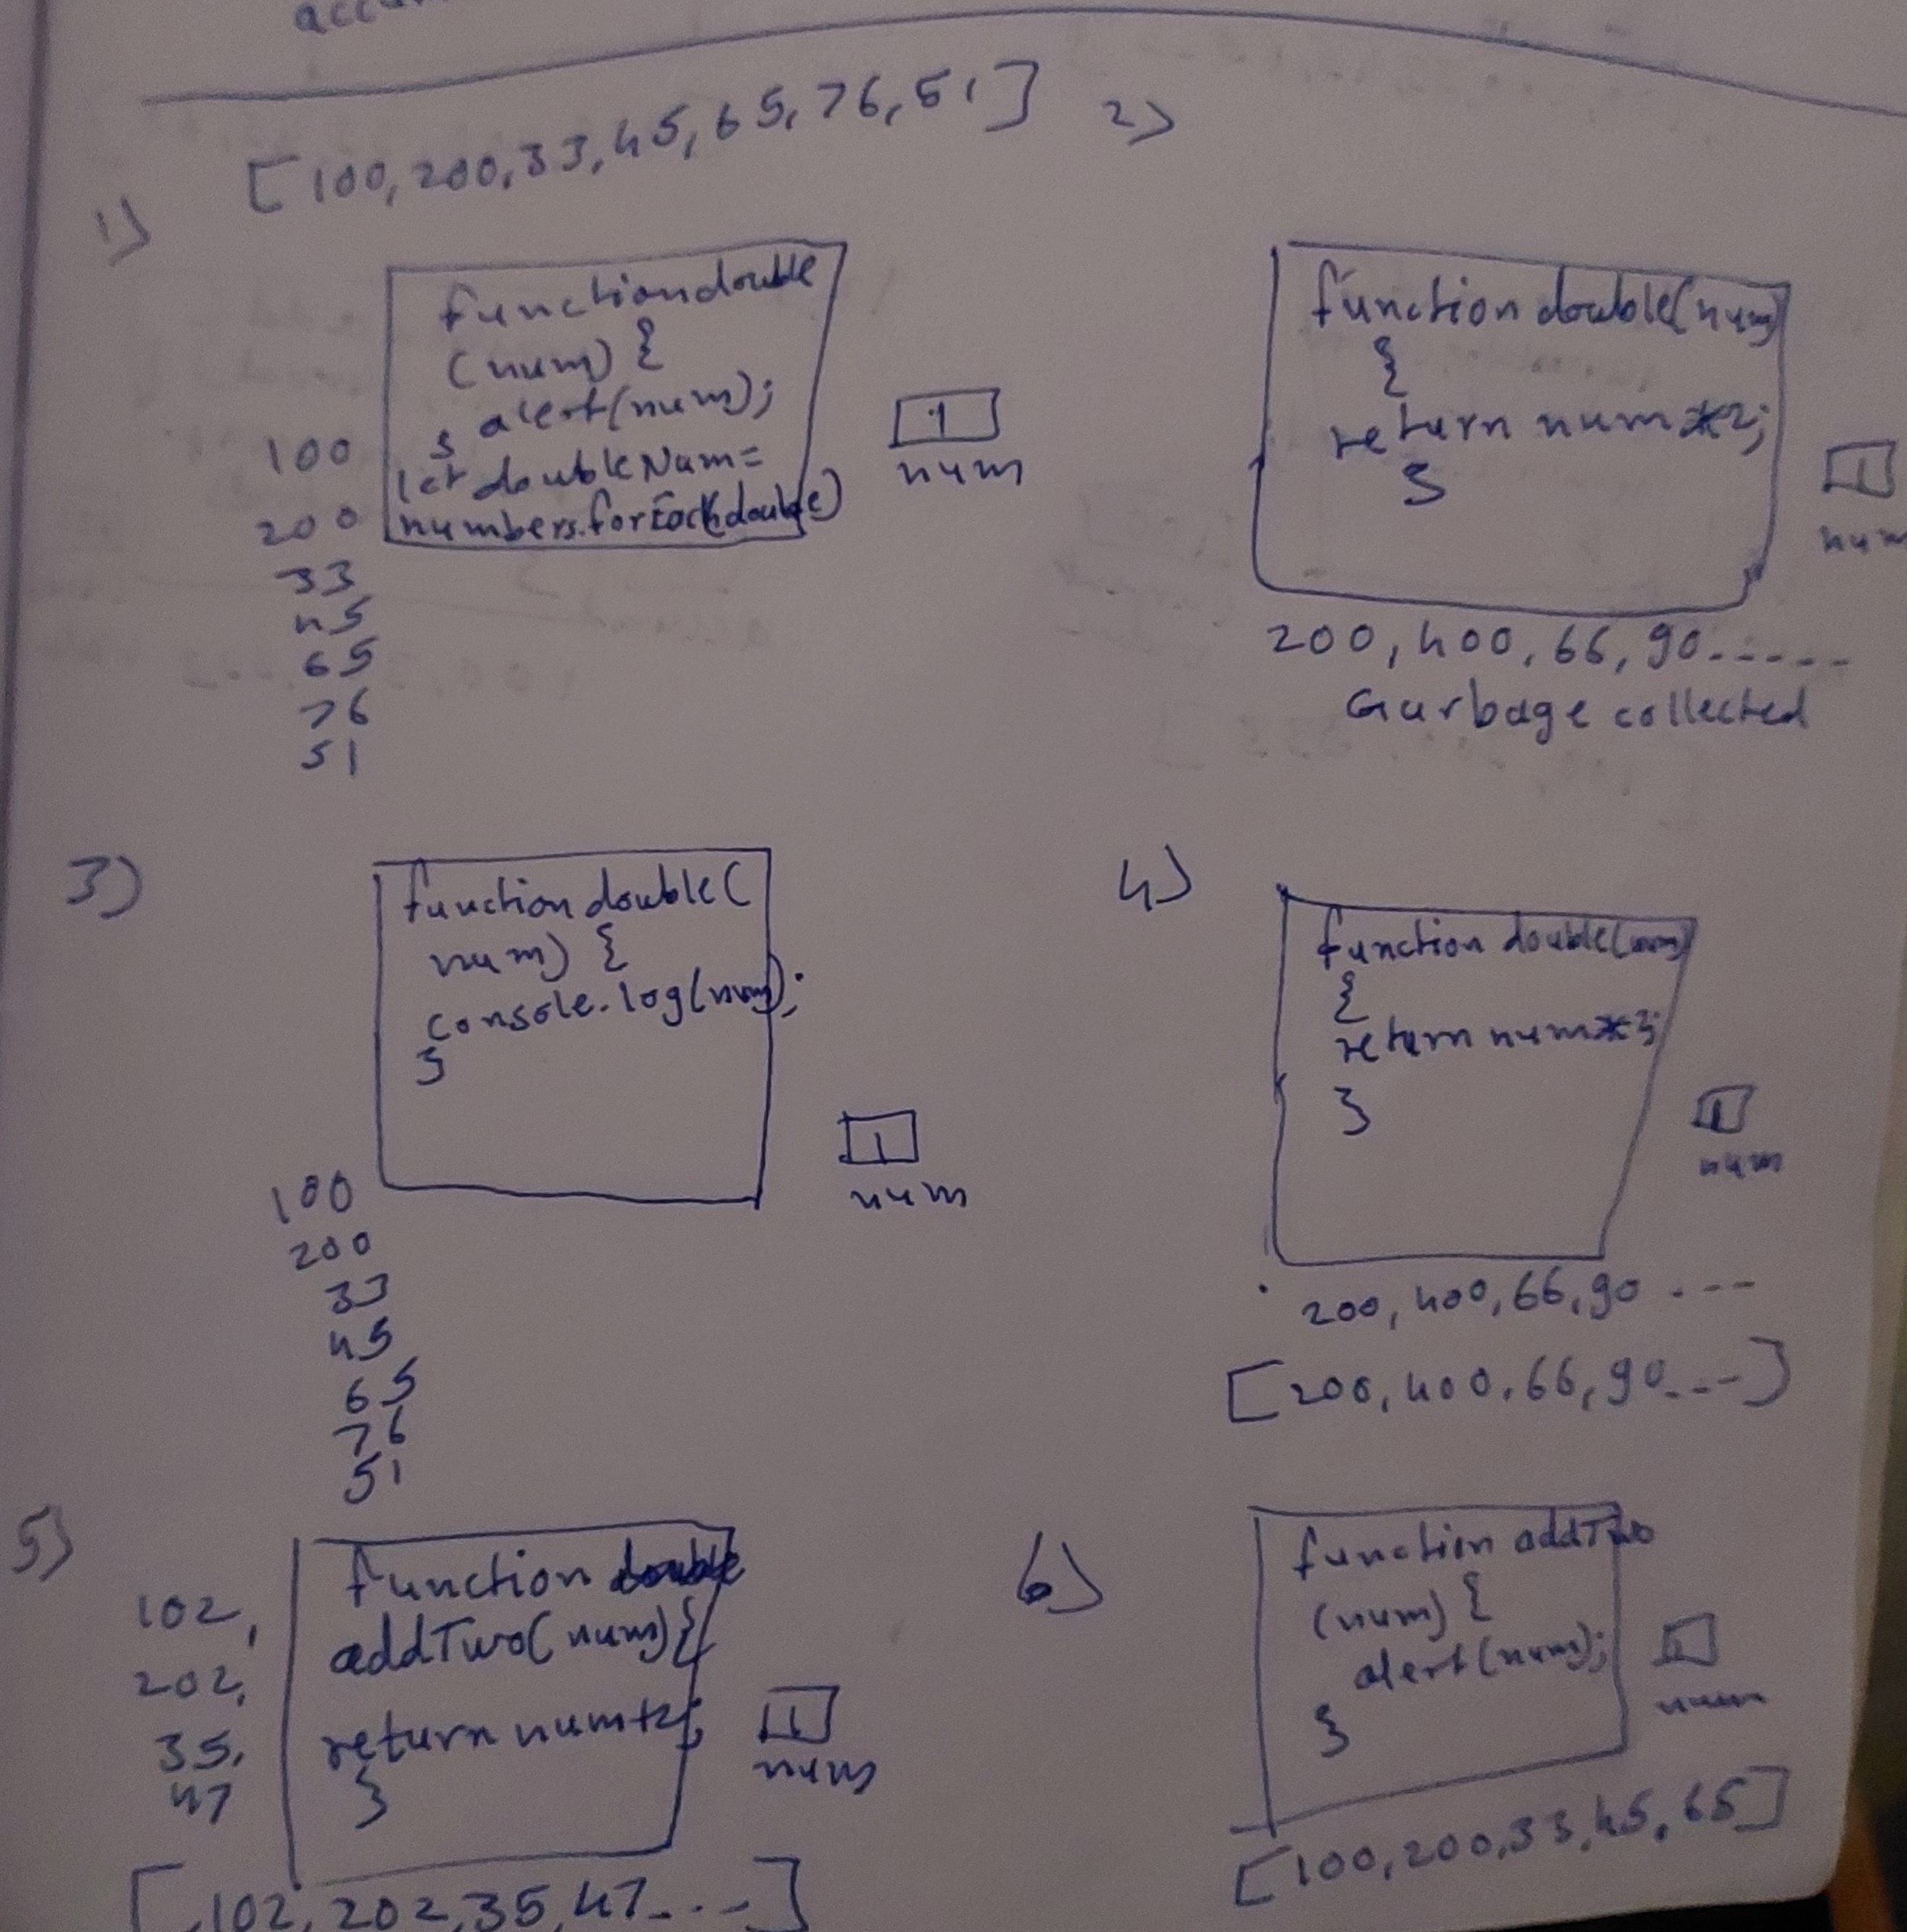 [100, 200, 33, 45, 65, 76, 51]
1)
function double
(num) {
alert(num);
}
let doubleNum =
numbers.forEach(double)
1
num
100
200
33
45
65
76
51
2)
function double(num)
{
return num*2;
}
1
num
200, 400, 66, 90.....
Garbage collected
3)
function double(
num) {
console.log(num);
}
1
num
100
200
33
45
65
76
51
4)
function double(num)
{
return num*2;
}
1
num
200, 400, 66, 90 ....
[200, 400, 66, 90....]
5)
function
addTwo(num){
return num+2;
}
1
num
102,
202,
35,
47
[102, 202, 35, 47....]
6)
function addTwo
(num) {
alert(num);
}
1
num
[100, 200, 33, 45, 65]